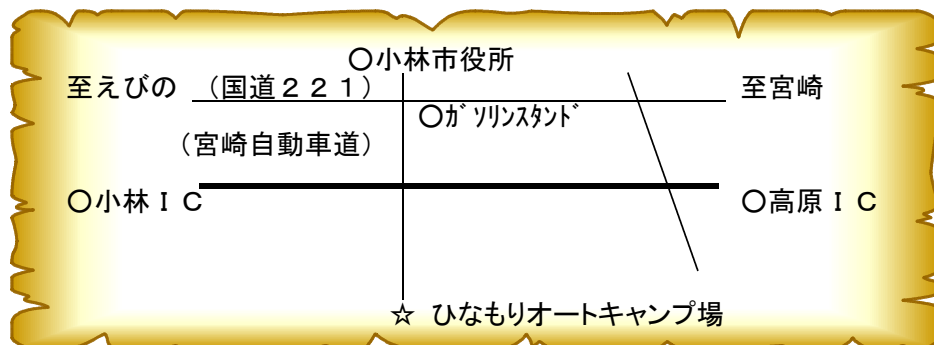 〇小林市役所
至えびの （国道２２１） 至宮崎
〇ｶﾞｿﾘﾝｽﾀﾝﾄﾞ
（宮崎自動車道）
〇小林ＩＣ 〇高原ＩＣ
☆ ひなもりオートキャンプ場